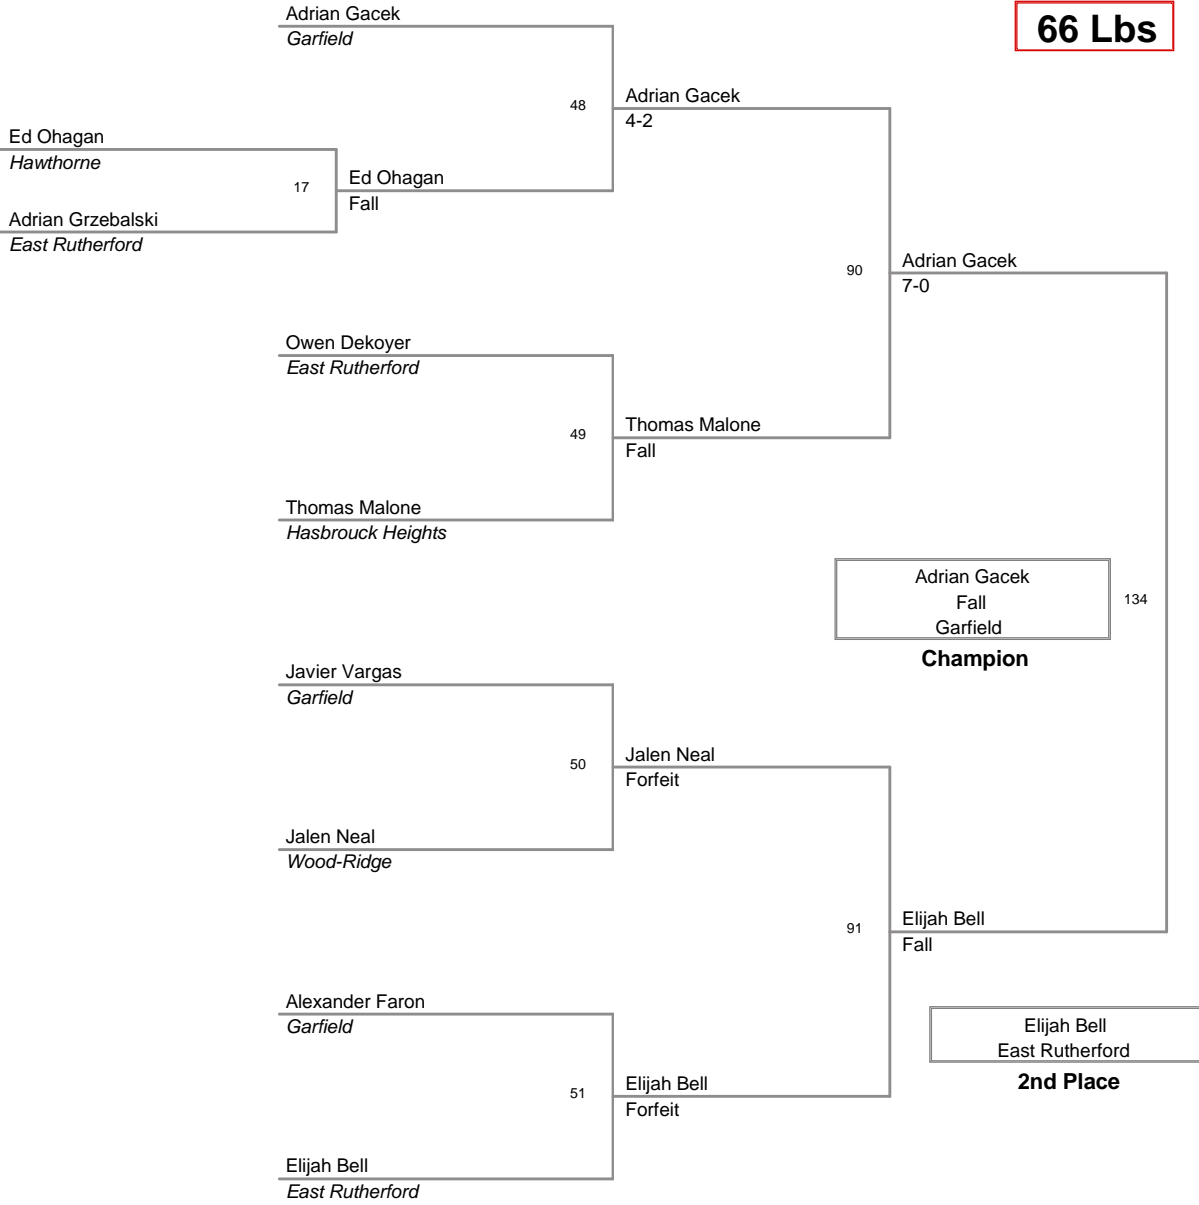 Adrian Gacek
Garfield
66 Lbs
48
Adrian Gacek
4-2
Ed Ohagan
Hawthorne
17
Ed Ohagan
Fall
Adrian Grzebalski
East Rutherford
90
Adrian Gacek
7-0
Owen Dekoyer
East Rutherford
49
Thomas Malone
Fall
Thomas Malone
Hasbrouck Heights
Adrian Gacek
Fall
Garfield
134
Champion
Javier Vargas
Garfield
50
Jalen Neal
Forfeit
Jalen Neal
Wood-Ridge
91
Elijah Bell
Fall
Alexander Faron
Garfield
Elijah Bell
East Rutherford
2nd Place
51
Elijah Bell
Forfeit
Elijah Bell
East Rutherford